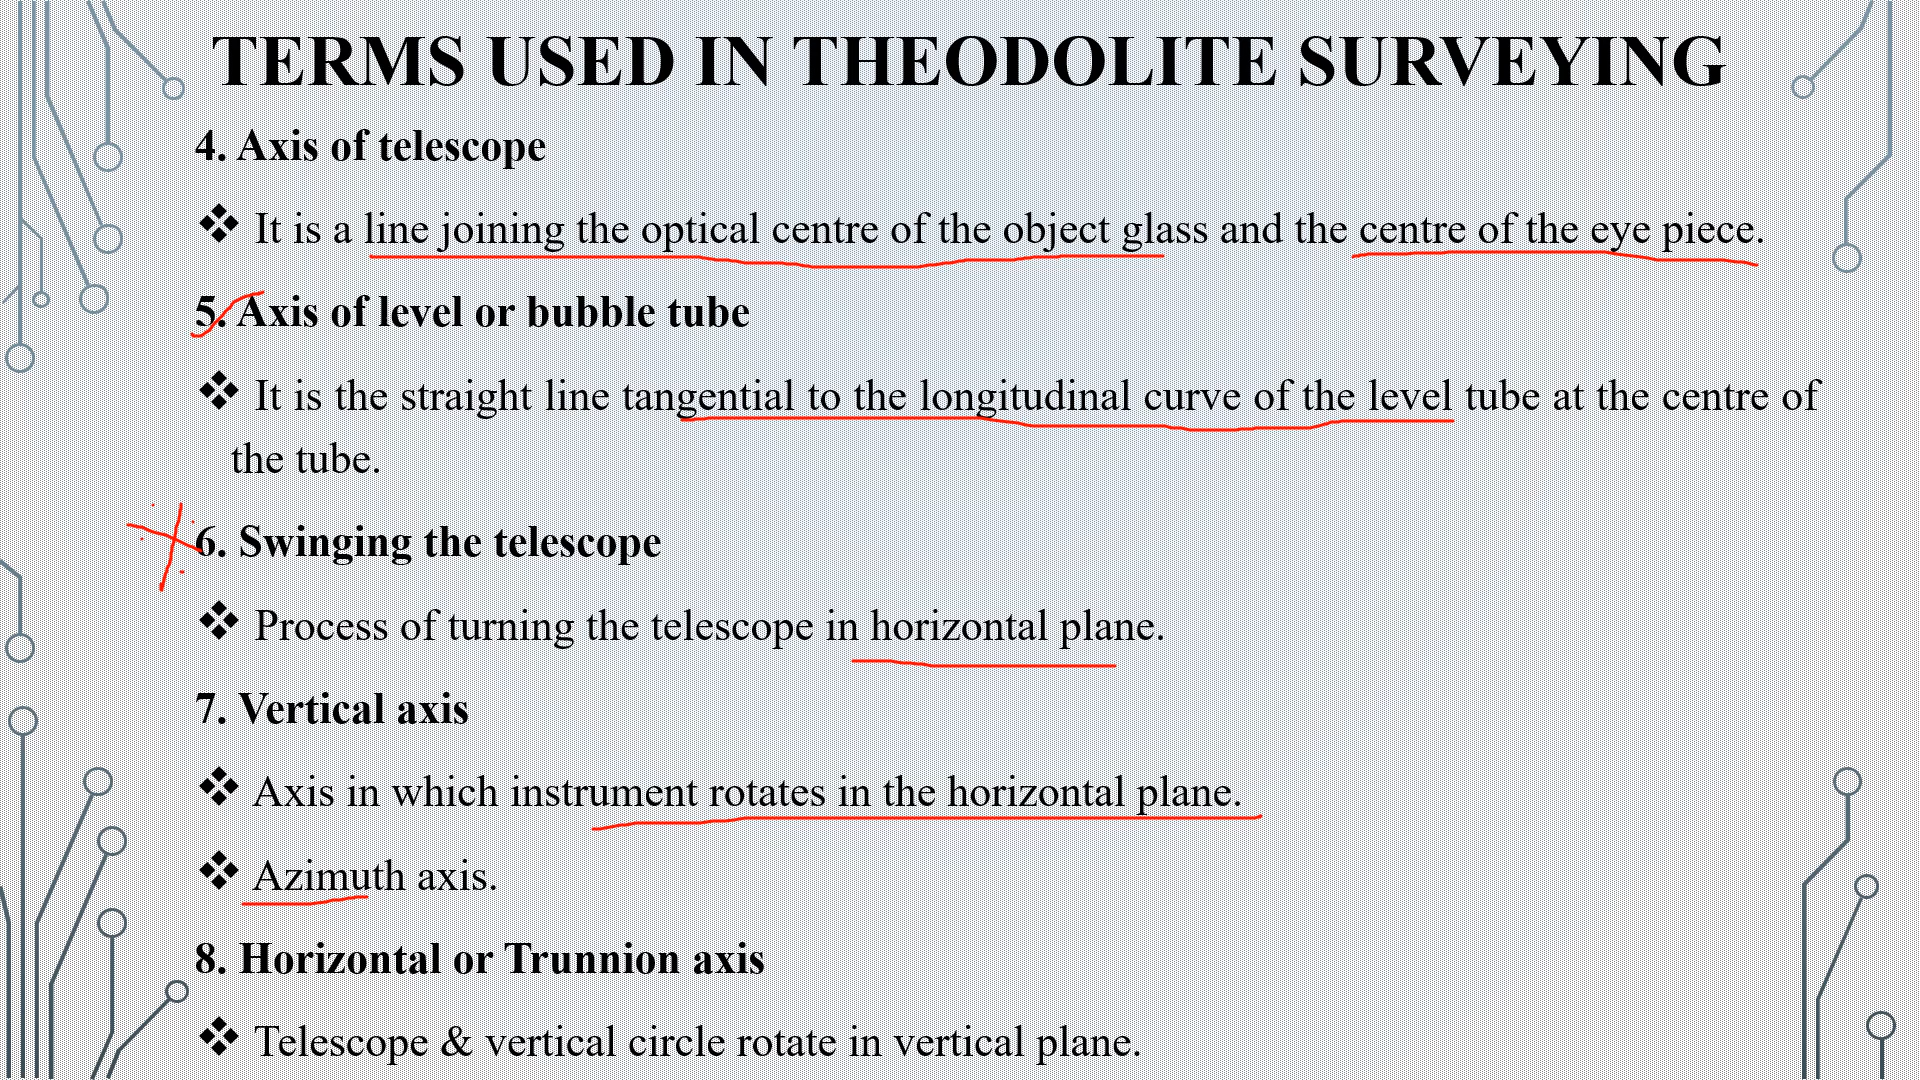 TERMS USED IN THEODOLITE SURVEYING
4. Axis of telescope
❖ It is a line joining the optical centre of the object glass and the centre of the eye piece.
5. Axis of level or bubble tube
❖ It is the straight line tangential to the longitudinal curve of the level tube at the centre of
the tube.
6. Swinging the telescope
❖ Process of turning the telescope in horizontal plane.
7. Vertical axis
❖ Axis in which instrument rotates in the horizontal plane.
❖ Azimuth axis.
8. Horizontal or Trunnion axis
❖ Telescope & vertical circle rotate in vertical plane.